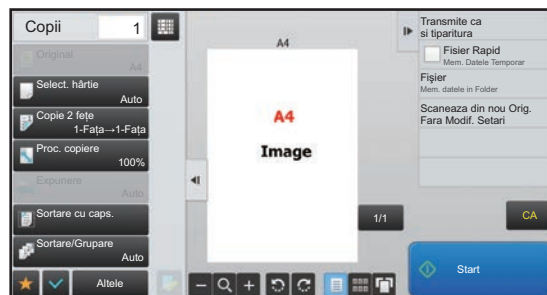 Copii 1
Original
A4
Select. hârtie
Auto
Copie 2 fețe
1-Fața→1-Fața
Proc. copiere
100%
Expunere
Auto
Sortare cu caps.
Sortare/Grupare
Auto
Altele
A4
A4
Image
1/1
Transmite ca
si tiparitura
Fisier Rapid
Mem. Datele Temporar
Fișier
Mem. datele in Folder
Scaneaza din nou Orig.
Fara Modif. Setari
CA
Start